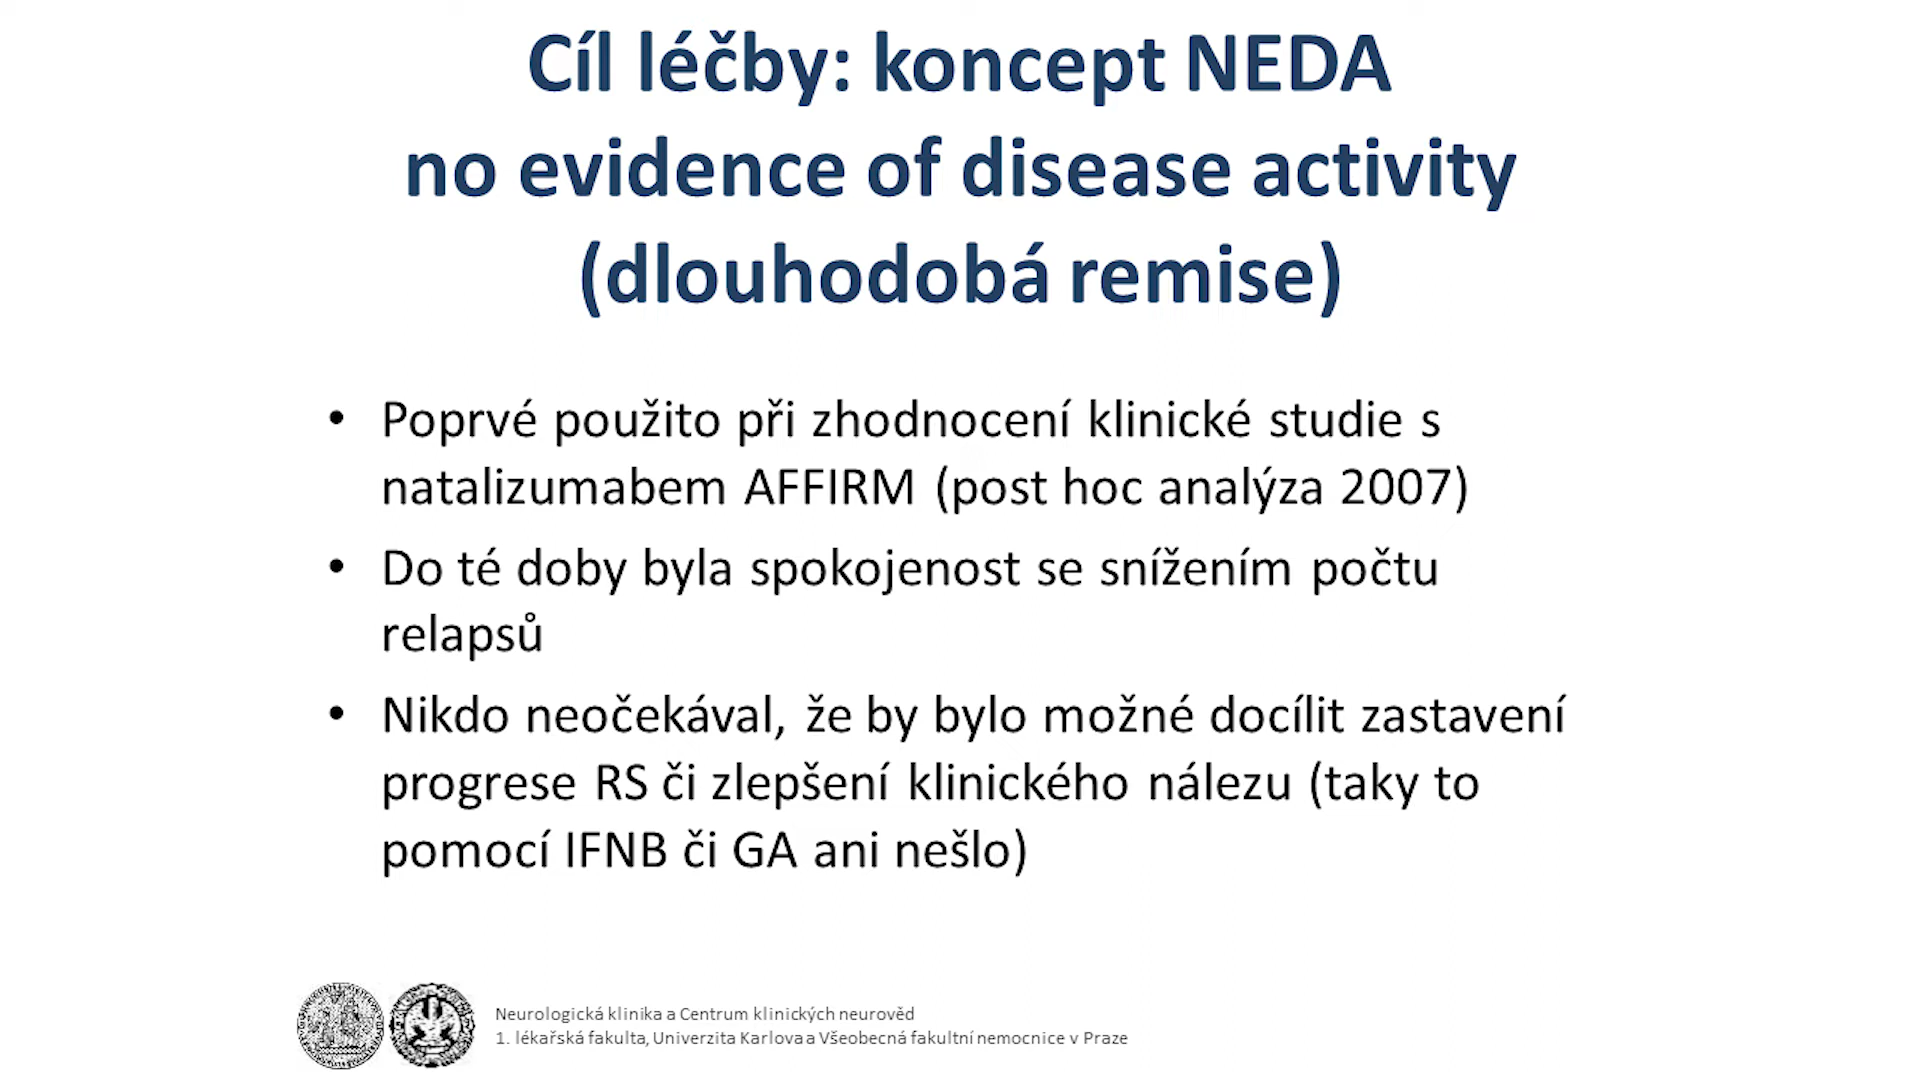 Cíl léčby: koncept NEDA
no evidence of disease activity
(dlouhodobá remise)
• Poprvé použito při zhodnocení klinické studie s
natalizumabem AFFIRM (post hoc analýza 2007)
• Do té doby byla spokojenost se snížením počtu
relapsů
• Nikdo neočekával, že by bylo možné docílit zastavení
progrese RS či zlepšení klinického nálezu (taky to
pomocí IFNB či GA ani nešlo)
Neurologická klinika a Centrum klinických neurověd
1. lékařská fakulta, Univerzita Karlova a Všeobecná fakultní nemocnice v Praze